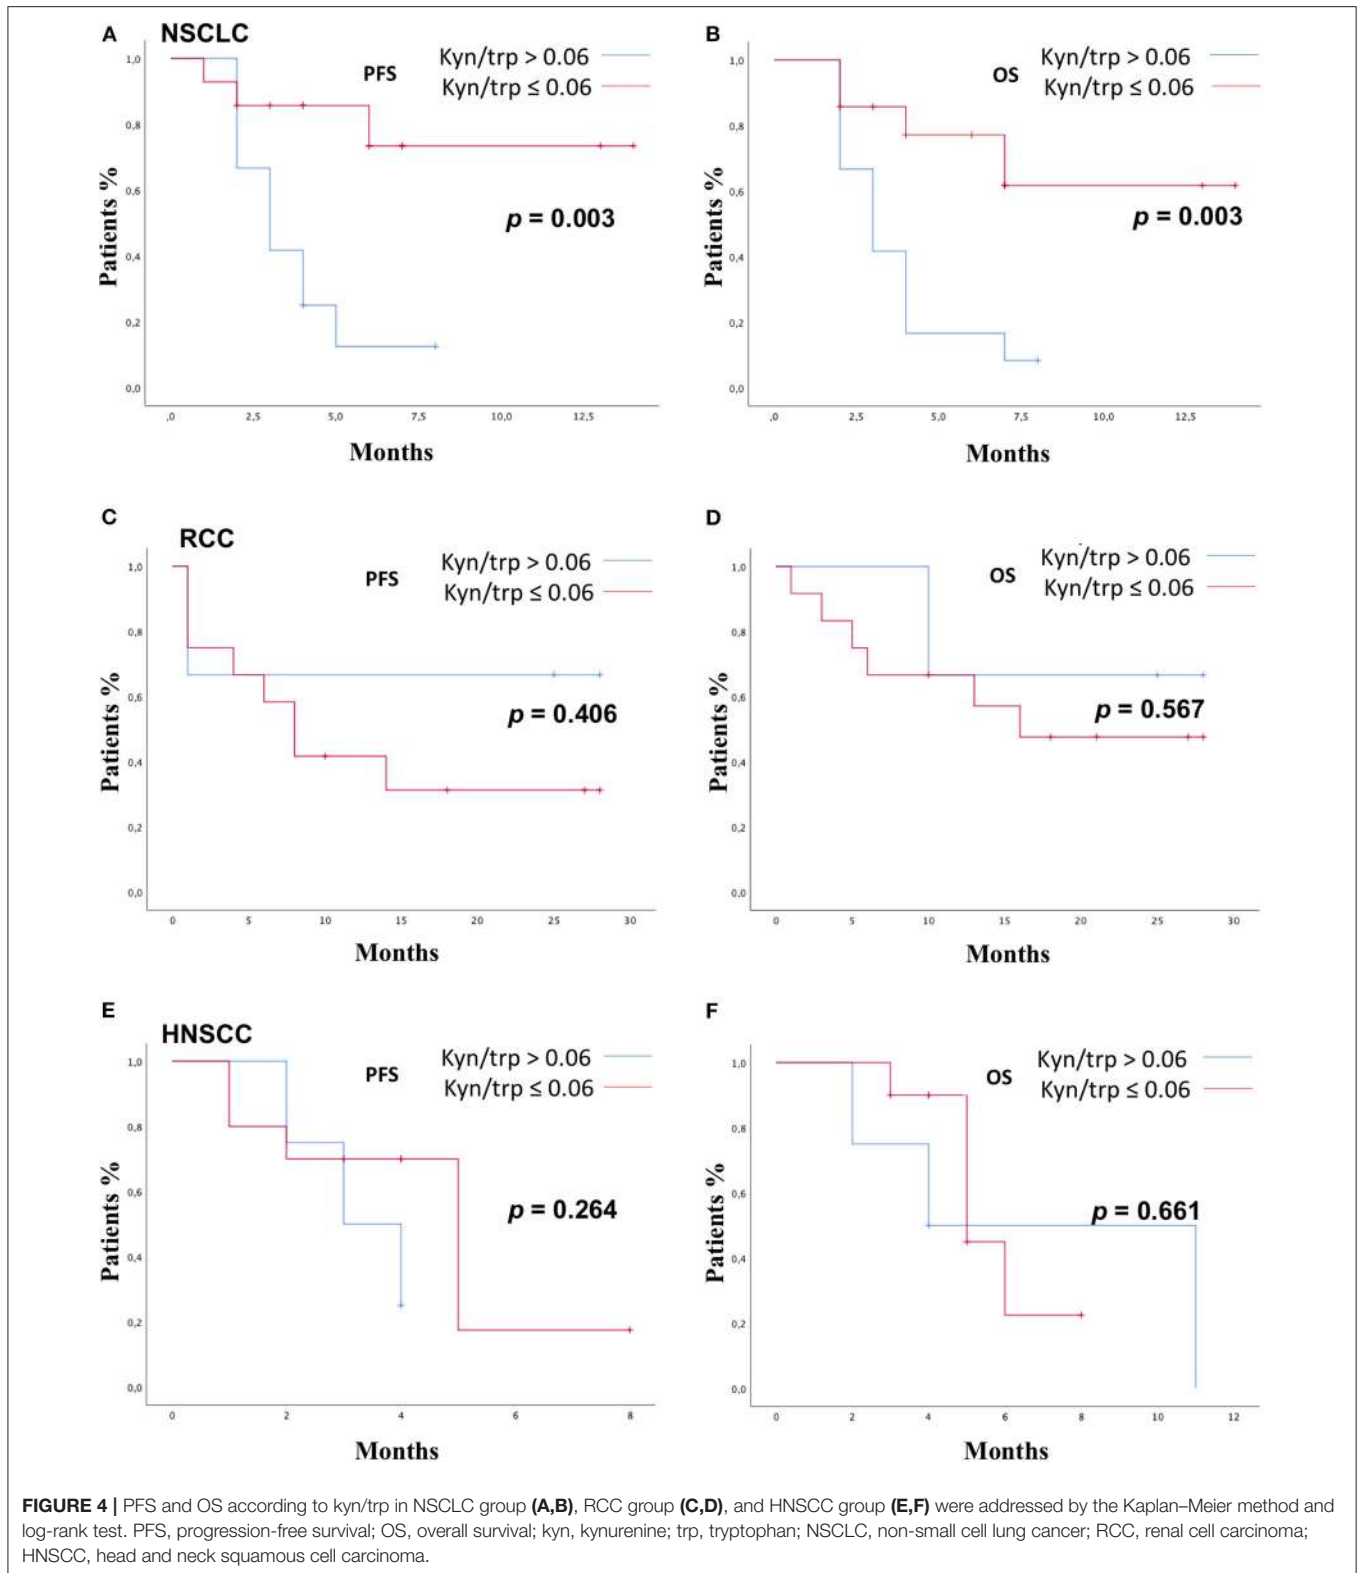 A NSCLC
PFS
Kyn/trp > 0.06
Kyn/trp ≤ 0.06
Patients %
1,0
0,8
0,6
0,4
0,2
0,0
p = 0.003
,0 2,5 5,0 7,5 10,0 12,5
Months
B
OS
Kyn/trp > 0.06
Kyn/trp ≤ 0.06
Patients %
1,0
0,8
0,6
0,4
0,2
0,0
p = 0.003
,0 2,5 5,0 7,5 10,0 12,5
Months
C
RCC
PFS
Kyn/trp > 0.06
Kyn/trp ≤ 0.06
Patients %
1,0
0,8
0,6
0,4
0,2
0,0
p = 0.406
0 5 10 15 20 25 30
Months
D
OS
Kyn/trp > 0.06
Kyn/trp ≤ 0.06
Patients %
1,0
0,8
0,6
0,4
0,2
0,0
p = 0.567
0 5 10 15 20 25 30
Months
E
HNSCC
PFS
Kyn/trp > 0.06
Kyn/trp ≤ 0.06
Patients %
1,0
0,8
0,6
0,4
0,2
0,0
p = 0.264
0 2 4 6 8
Months
F
OS
Kyn/trp > 0.06
Kyn/trp ≤ 0.06
Patients %
1,0
0,8
0,6
0,4
0,2
0,0
p = 0.661
0 2 4 6 8 10 12
Months
FIGURE 4 | PFS and OS according to kyn/trp in NSCLC group (A,B), RCC group (C,D), and HNSCC group (E,F) were addressed by the Kaplan–Meier method and
log-rank test. PFS, progression-free survival; OS, overall survival; kyn, kynurenine; trp, tryptophan; NSCLC, non-small cell lung cancer; RCC, renal cell carcinoma;
HNSCC, head and neck squamous cell carcinoma.